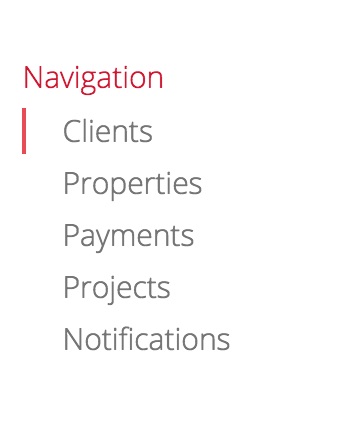 Navigation
Clients
Properties
Payments
Projects
Notifications